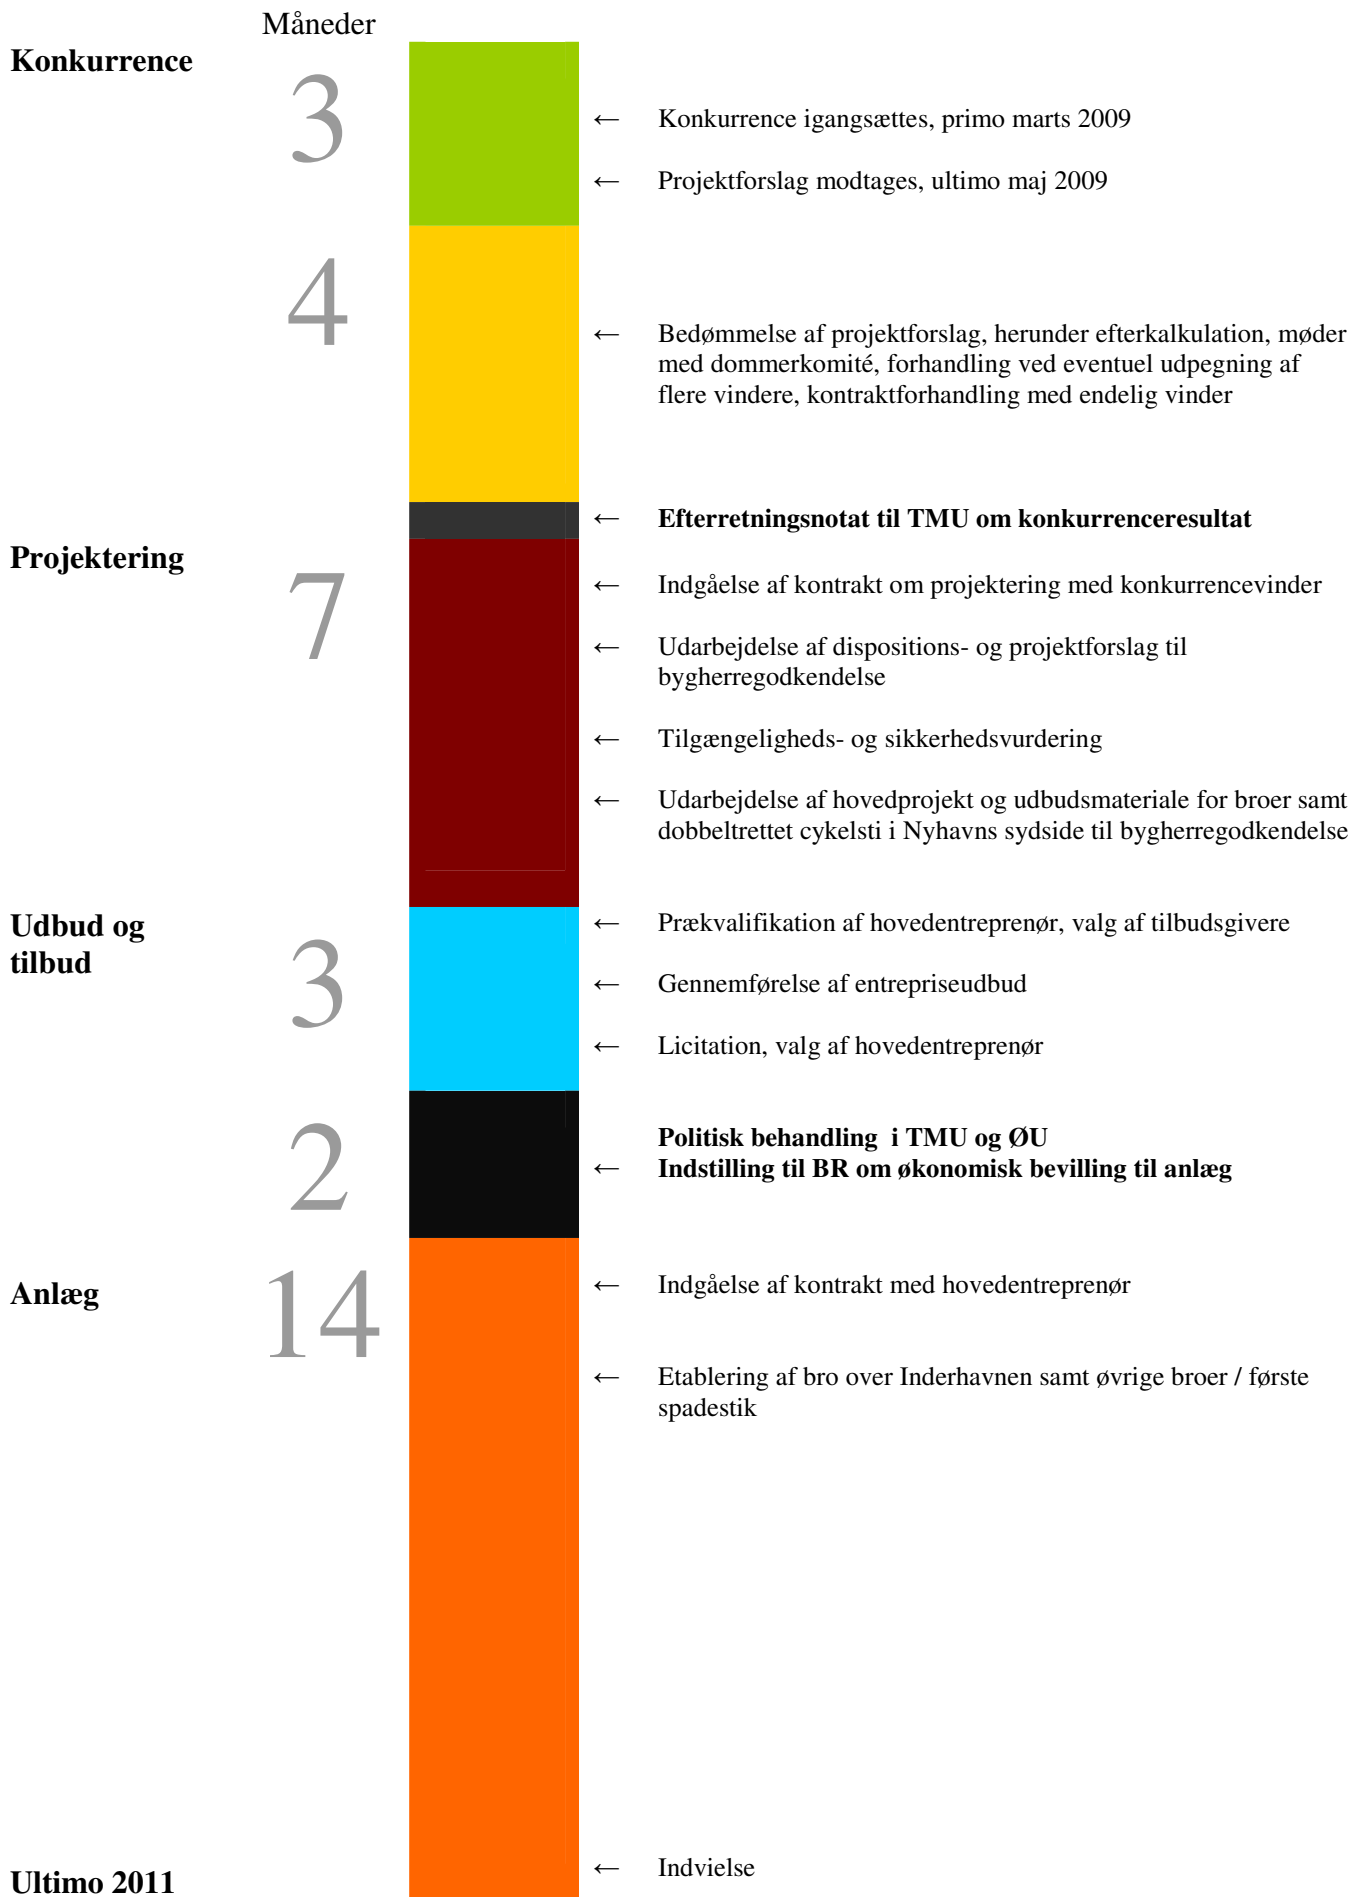 Måneder
Konkurrence
3
← Konkurrence igangsættes, primo marts 2009
← Projektforslag modtages, ultimo maj 2009
4
← Bedømmelse af projektforslag, herunder efterkalkulation, møder
med dommerkomité, forhandling ved eventuel udpegning af
flere vindere, kontraktforhandling med endelig vinder
← Efterretningsnotat til TMU om konkurrenceresultat
Projektering
7
← Indgåelse af kontrakt om projektering med konkurrencevinder
← Udarbejdelse af dispositions- og projektforslag til
bygherregodkendelse
← Tilgængeligheds- og sikkerhedsvurdering
← Udarbejdelse af hovedprojekt og udbudsmateriale for broer samt
dobbeltrettet cykelsti i Nyhavns sydside til bygherregodkendelse
Udbud og
tilbud
3
← Prækvalifikation af hovedentreprenør, valg af tilbudsgivere
← Gennemførelse af entrepriseudbud
← Licitation, valg af hovedentreprenør
2
Politisk behandling i TMU og ØU
← Indstilling til BR om økonomisk bevilling til anlæg
Anlæg
14
← Indgåelse af kontrakt med hovedentreprenør
← Etablering af bro over Inderhavnen samt øvrige broer / første
spadestik
← Indvielse
Ultimo 2011